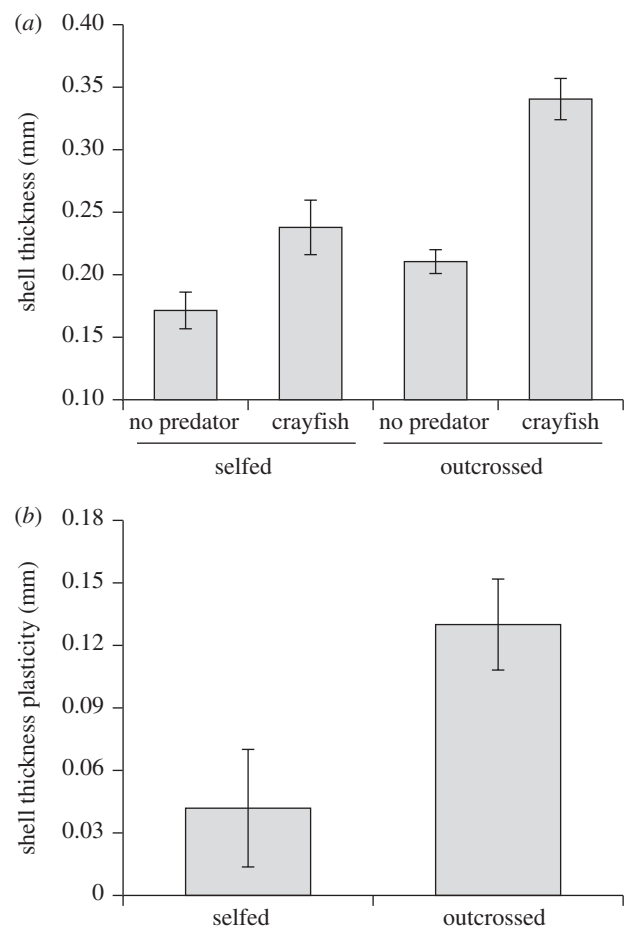 (a)
0.40
0.35
0.30
0.25
0.20
0.15
0.10
shell thickness (mm)
no predator crayfish no predator crayfish
selfed outcrossed
(b)
0.18
0.15
0.12
0.09
0.06
0.03
0
shell thickness plasticity (mm)
selfed outcrossed